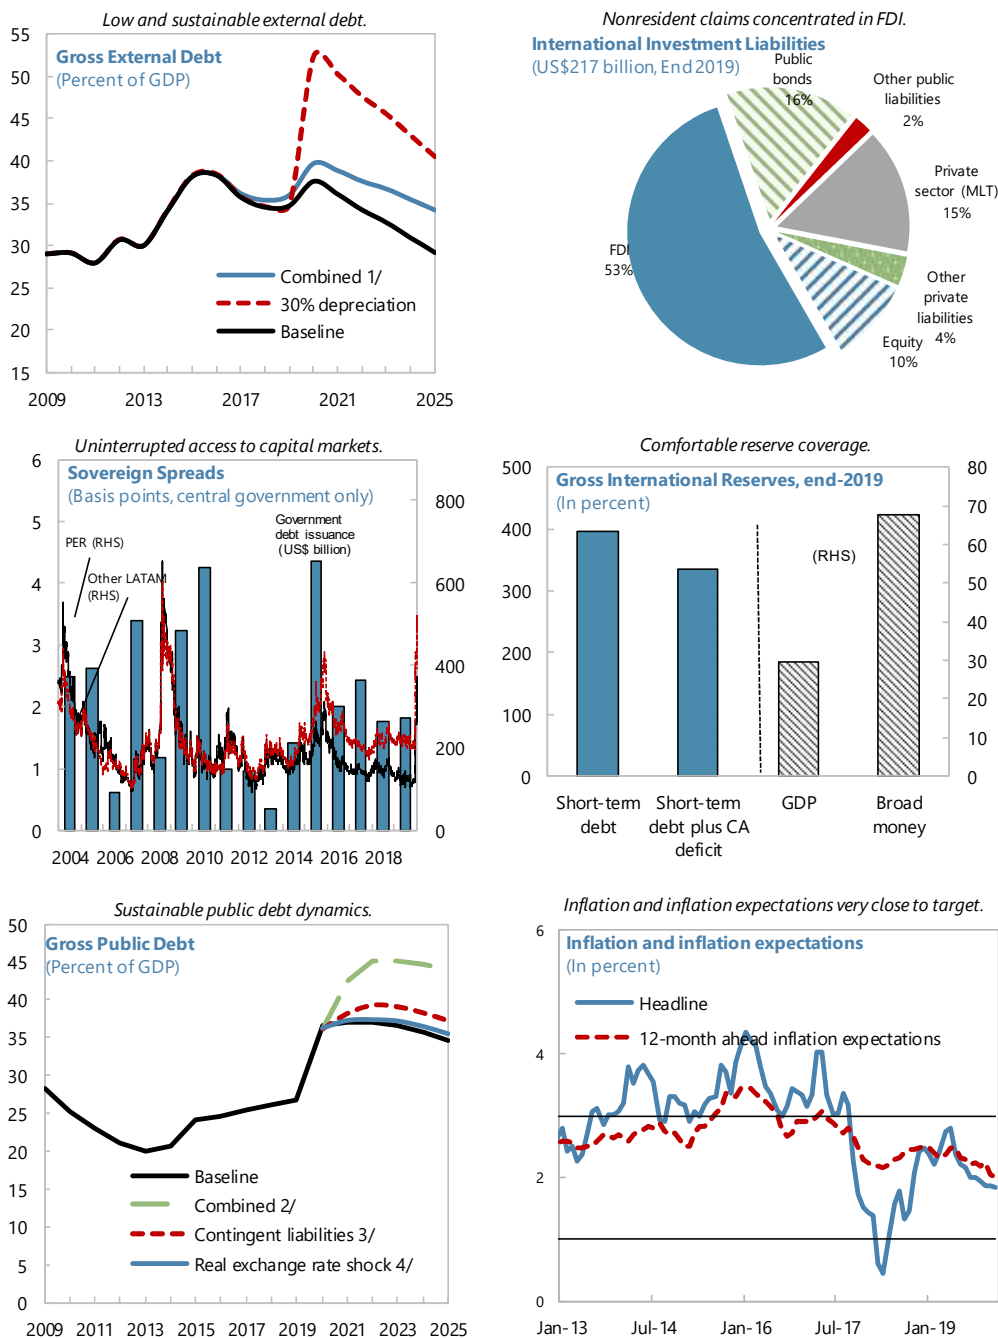 Low and sustainable external debt.
Gross External Debt
(Percent of GDP)
55
50
45
40
35
30
25
20
15
Combined 1/
30% depreciation
Baseline
2009 2013 2017 2021 2025
Nonresident claims concentrated in FDI.
International Investment Liabilities
(US$217 billion, End 2019)
Public
bonds
16%
Other public
liabilities
2%
Private
sector (MLT)
15%
Other
private
liabilities
4%
Equity
10%
FDI
53%
Uninterrupted access to capital markets.
Sovereign Spreads
(Basis points, central government only)
6
5
4
3
2
1
0
800
600
400
200
0
Government
debt issuance
(US$ billion)
PER (RHS)
Other LATAM
(RHS)
2004 2006 2008 2010 2012 2014 2016 2018
Comfortable reserve coverage.
Gross International Reserves, end-2019
(In percent)
500
400
300
200
100
0
80
70
60
50
40
30
20
10
0
(RHS)
Short-term
debt
Short-term
debt plus CA
deficit
GDP
Broad
money
Sustainable public debt dynamics.
Gross Public Debt
(Percent of GDP)
50
45
40
35
30
25
20
15
10
5
0
Baseline
Combined 2/
Contingent liabilities 3/
Real exchange rate shock 4/
2009 2011 2013 2015 2017 2019 2021 2023 2025
Inflation and inflation expectations very close to target.
Inflation and inflation expectations
(In percent)
6
4
2
0
Headline
12-month ahead inflation expectations
Jan-13 Jul-14 Jan-16 Jul-17 Jan-19